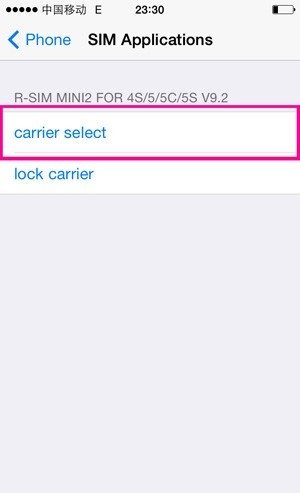 中国移动 E 23:30
Phone SIM Applications
R-SIM MINI2 FOR 4S/5/5C/5S V9.2
carrier select
lock carrier